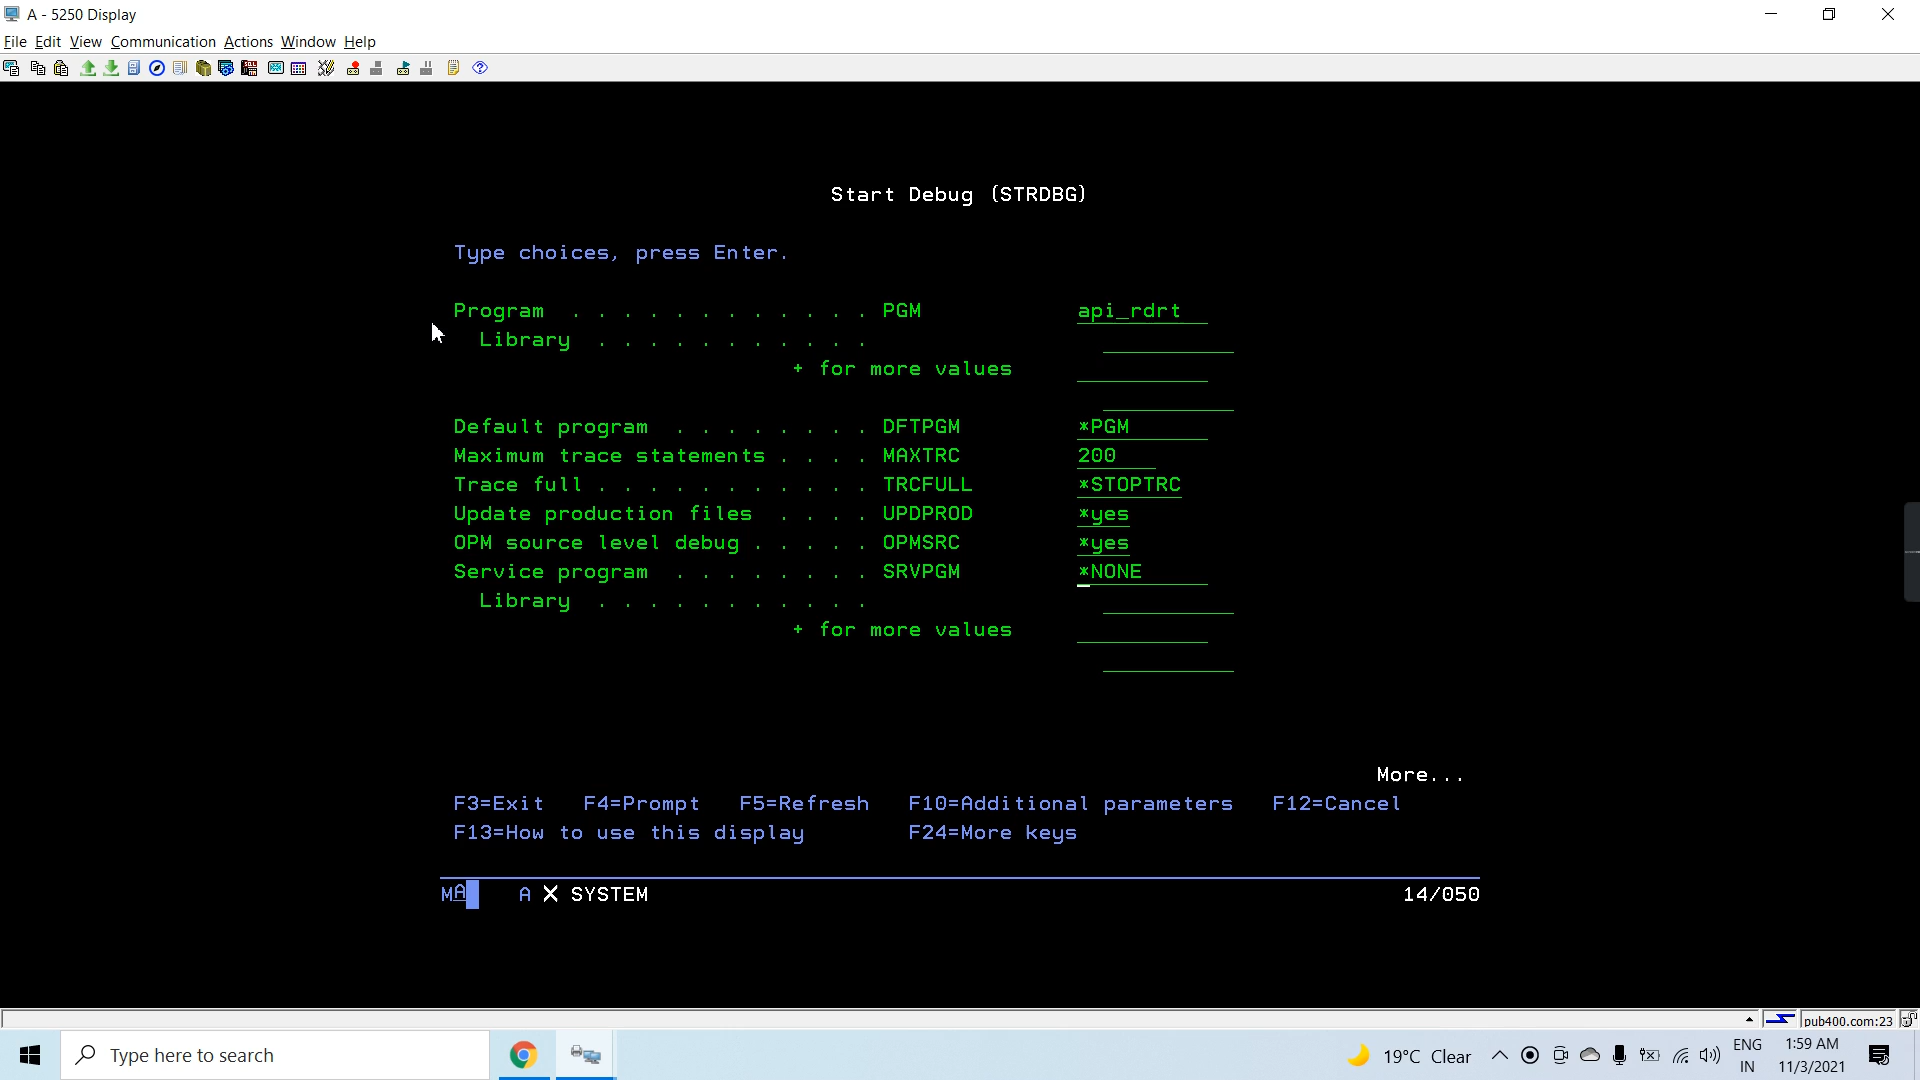 A - 5250 Display
File Edit View Communication Actions Window Help
Start Debug (STRDBG)
Type choices, press Enter.
Program . . . . . . . . . . . . PGM api_rdrt
Library . . . . . . . . . . .
+ for more values
Default program . . . . . . . . DFTPGM *PGM
Maximum trace statements . . . . MAXTRC 200
Trace full . . . . . . . . . . . TRCFULL *STOPTRC
Update production files . . . . UPDPROD *yes
OPM source level debug . . . . . OPMSRC *yes
Service program . . . . . . . . SRVPGM *NONE
Library . . . . . . . . . . .
+ for more values
More...
F3=Exit F4=Prompt F5=Refresh F10=Additional parameters F12=Cancel
F13=How to use this display F24=More keys
MA A X SYSTEM 14/050
pub400.com:23
Type here to search
19°C Clear
ENG
IN
1:59 AM
11/3/2021